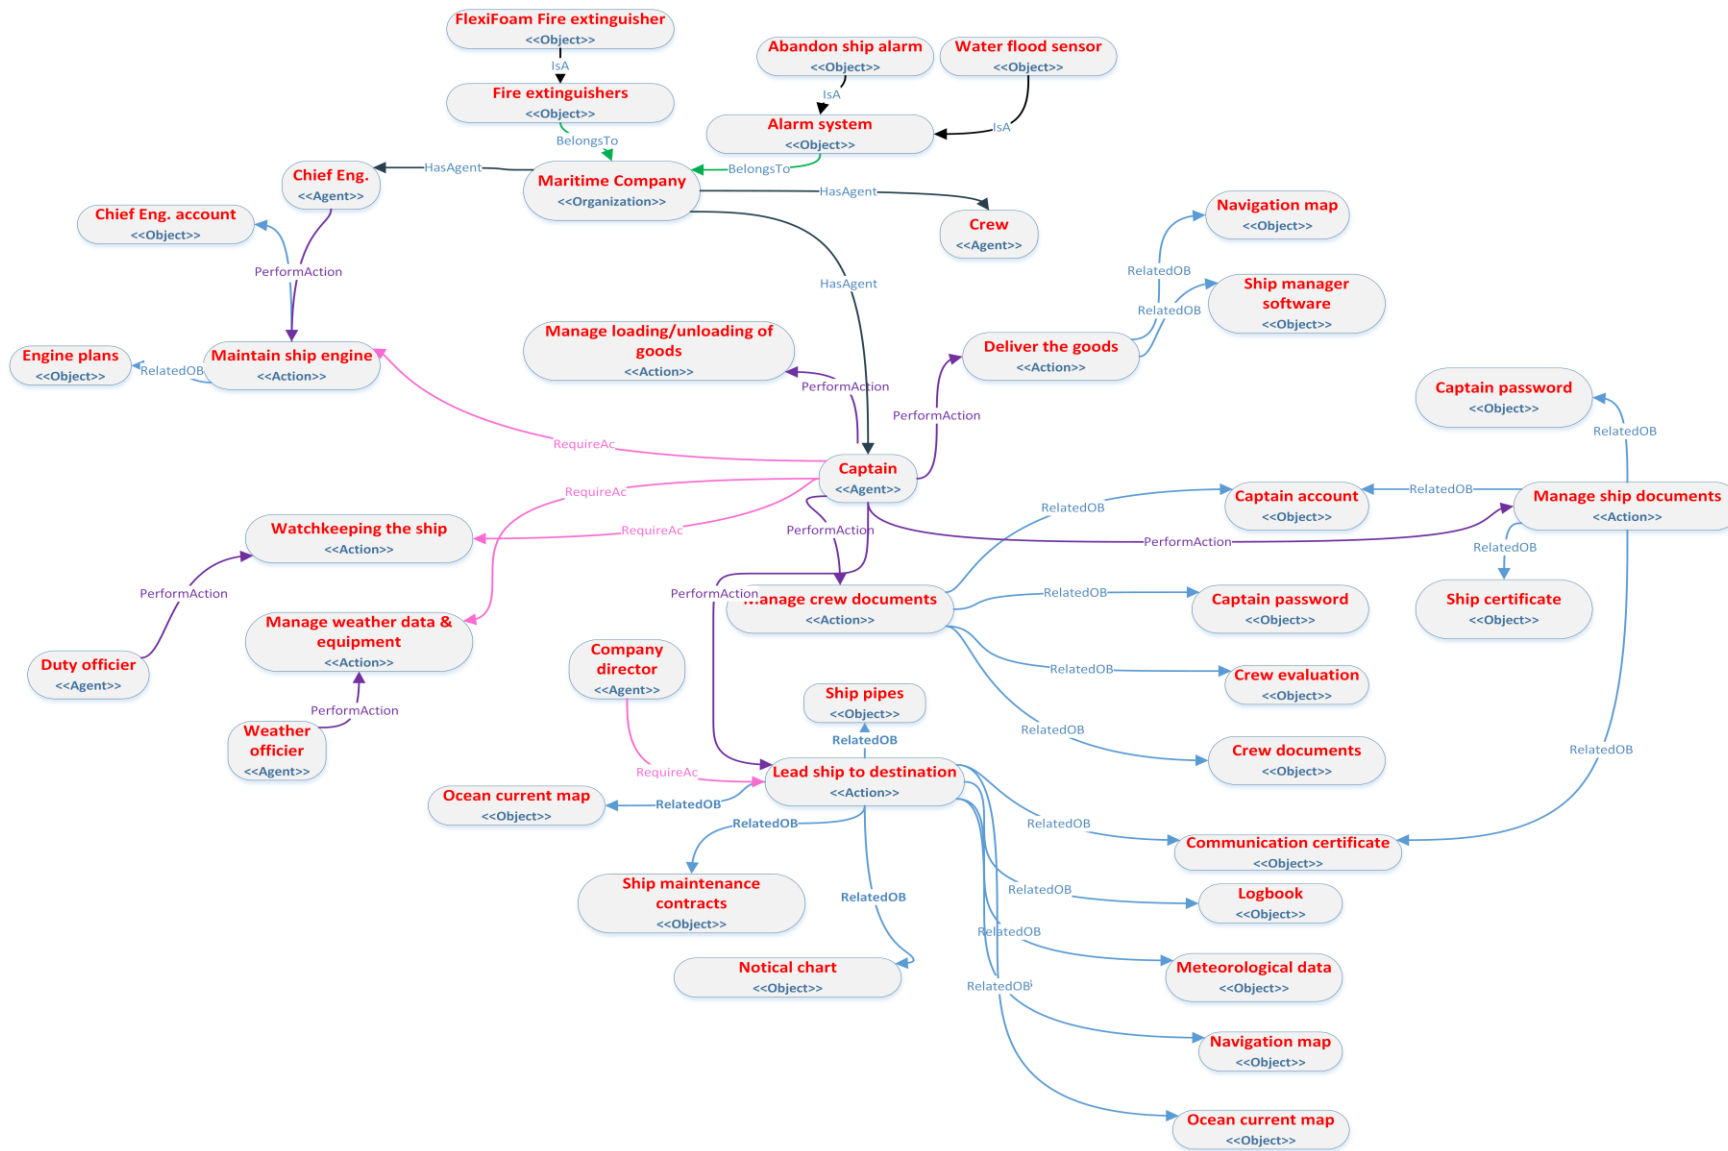 FlexiFoam Fire extinguisher
<<Object>>
IsA
Fire extinguishers
<<Object>>
BelongsTo
Abandon ship alarm
<<Object>>
IsA
Water flood sensor
<<Object>>
IsA
Alarm system
<<Object>>
BelongsTo
Chief Eng.
<<Agent>>
HasAgent
Maritime Company
<<Organization>>
HasAgent
Crew
<<Agent>>
HasAgent
Chief Eng. account
<<Object>>
PerformAction
Navigation map
<<Object>>
RelatedOB
Ship manager
software
<<Object>>
RelatedOB
Engine plans
<<Object>>
RelatedOB
Maintain ship engine
<<Action>>
Manage loading/unloading of
goods
<<Action>>
PerformAction
Deliver the goods
<<Action>>
PerformAction
Captain password
<<Object>>
RelatedOB
RequireAc
Captain
<<Agent>>
RequireAc
RequireAc
Watchkeeping the ship
<<Action>>
PerformAction
PerformAction
RelatedOB
Captain account
<<Object>>
RelatedOB
Manage ship documents
<<Action>>
PerformAction
RelatedOB
Ship certificate
<<Object>>
PerformAction
PerformAction
Manage crew documents
<<Action>>
RelatedOB
Captain password
<<Object>>
Manage weather data &
equipment
<<Action>>
Duty officier
<<Agent>>
PerformAction
Weather
officier
<<Agent>>
Company
director
<<Agent>>
RequireAc
RelatedOB
Crew evaluation
<<Object>>
RelatedOB
Crew documents
<<Object>>
RelatedOB
Ship pipes
<<Object>>
RelatedOB
Lead ship to destination
<<Action>>
Ocean current map
<<Object>>
RelatedOB
RelatedOB
Ship maintenance
contracts
<<Object>>
RelatedOB
Notical chart
<<Object>>
RelatedOB
Communication certificate
<<Object>>
RelatedOB
Logbook
<<Object>>
RelatedOB
Meteorological data
<<Object>>
RelatedOB
Navigation map
<<Object>>
Ocean current map
<<Object>>